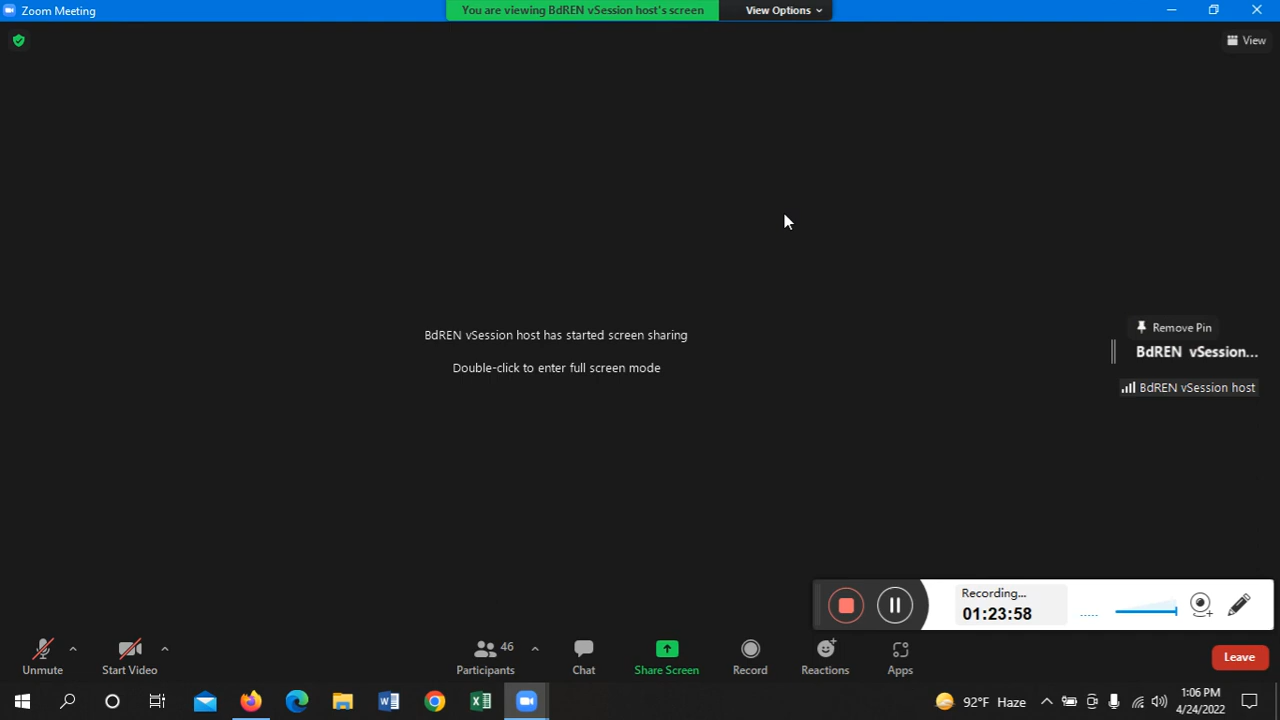 Zoom Meeting
You are viewing BdREN vSession host's screen
View Options
View
BdREN vSession host has started screen sharing
Double-click to enter full screen mode
Remove Pin
BdREN vSession...
BdREN vSession host
Recording...
01:23:58
Unmute
Start Video
46
Participants
Chat
Share Screen
Record
Reactions
Apps
Leave
92°F Haze
1:06 PM
4/24/2022